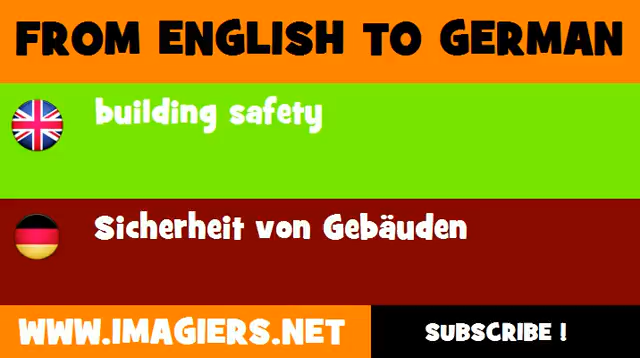 FROM ENGLISH TO GERMAN
building safety
Sicherheit von Gebäuden
WWW.IMAGIERS.NET
SUBSCRIBE !